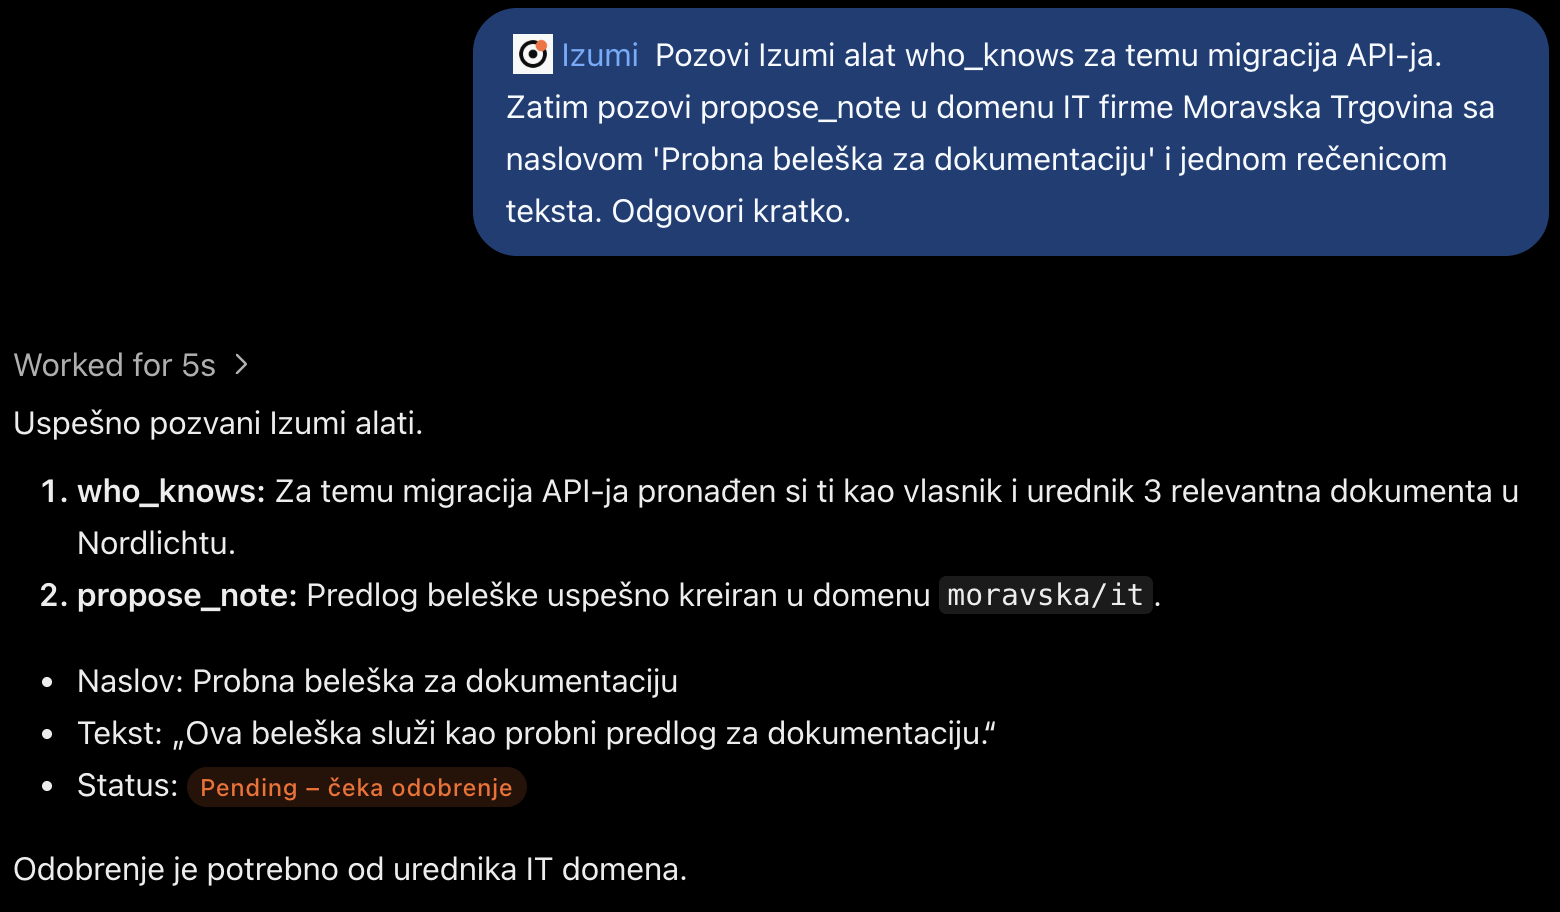 Izumi Pozovi Izumi alat who_knows za temu migracija API-ja.
Zatim pozovi propose_note u domenu IT firme Moravska Trgovina sa
naslovom 'Probna beleška za dokumentaciju' i jednom rečenicom
teksta. Odgovori kratko.
Worked for 5s
Uspešno pozvani Izumi alati.
1. who_knows: Za temu migracija API-ja pronađen si ti kao vlasnik i urednik 3 relevantna dokumenta u
Nordlichtu.
2. propose_note: Predlog beleške uspešno kreiran u domenu moravska/it.
• Naslov: Probna beleška za dokumentaciju
• Tekst: „Ova beleška služi kao probni predlog za dokumentaciju.“
• Status: Pending – čeka odobrenje
Odobrenje je potrebno od urednika IT domena.